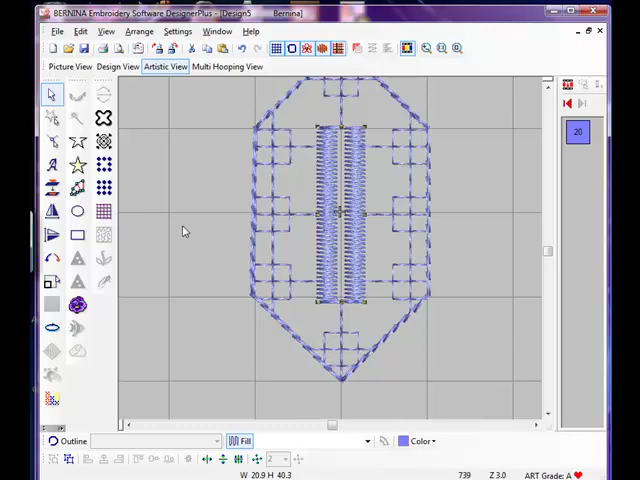 BERNINA Embroidery Software DesignerPlus - [Design5 Bernina]
File Edit View Arrange Settings Window Help
Picture View Design View Artistic View Multi Hooping View
20
Outline Fill Color
2
W 20.9 H 40.3 739 Z 3.0 ART Grade: A